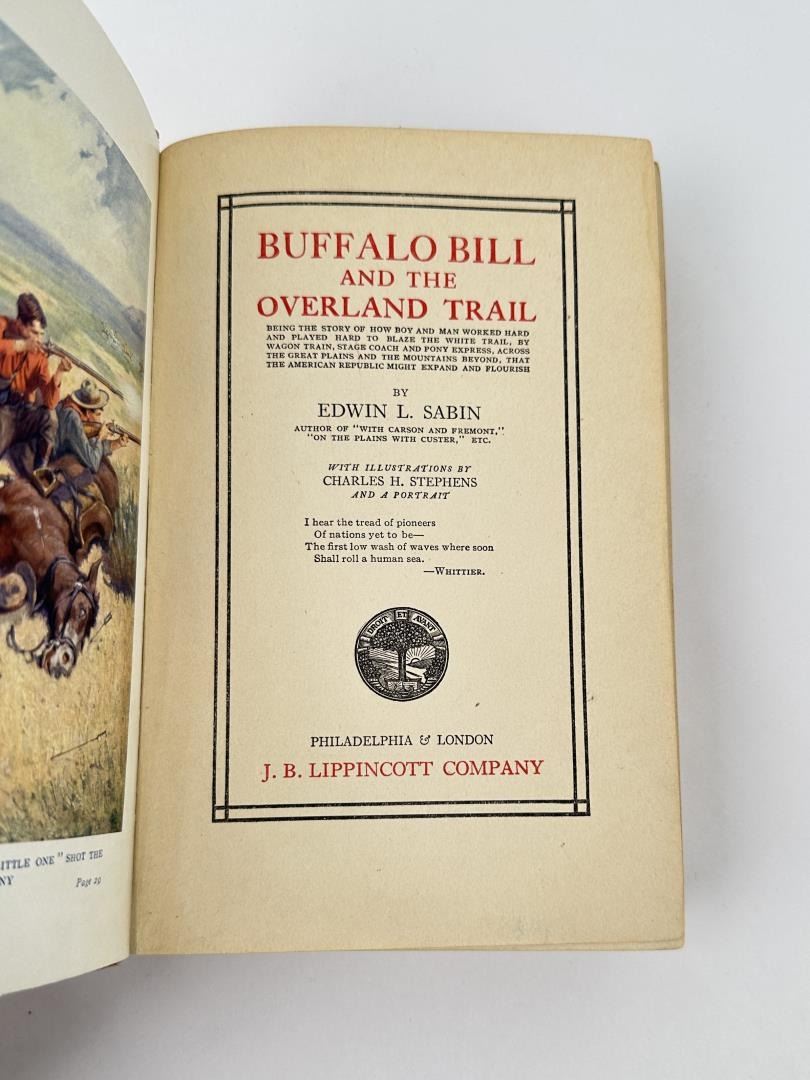 ITTLE ONE" SHOT THE
NY
Page 29
BUFFALO BILL
AND THE
OVERLAND TRAIL
BEING THE STORY OF HOW BOY AND MAN WORKED HARD
AND PLAYED HARD TO BLAZE THE WHITE TRAIL, BY
WAGON TRAIN, STAGE COACH AND PONY EXPRESS, ACROSS
THE GREAT PLAINS AND THE MOUNTAINS BEYOND, THAT
THE AMERICAN REPUBLIC MIGHT EXPAND AND FLOURISH
BY
EDWIN L. SABIN
AUTHOR OF "WITH CARSON AND FREMONT,"
"ON THE PLAINS WITH CUSTER," ETC.
WITH ILLUSTRATIONS BY
CHARLES H. STEPHENS
AND A PORTRAIT
I hear the tread of pioneers
Of nations yet to be—
The first low wash of waves where soon
Shall roll a human sea.
—WHITTIER.
DROIT ET AVANT
PHILADELPHIA & LONDON
J. B. LIPPINCOTT COMPANY